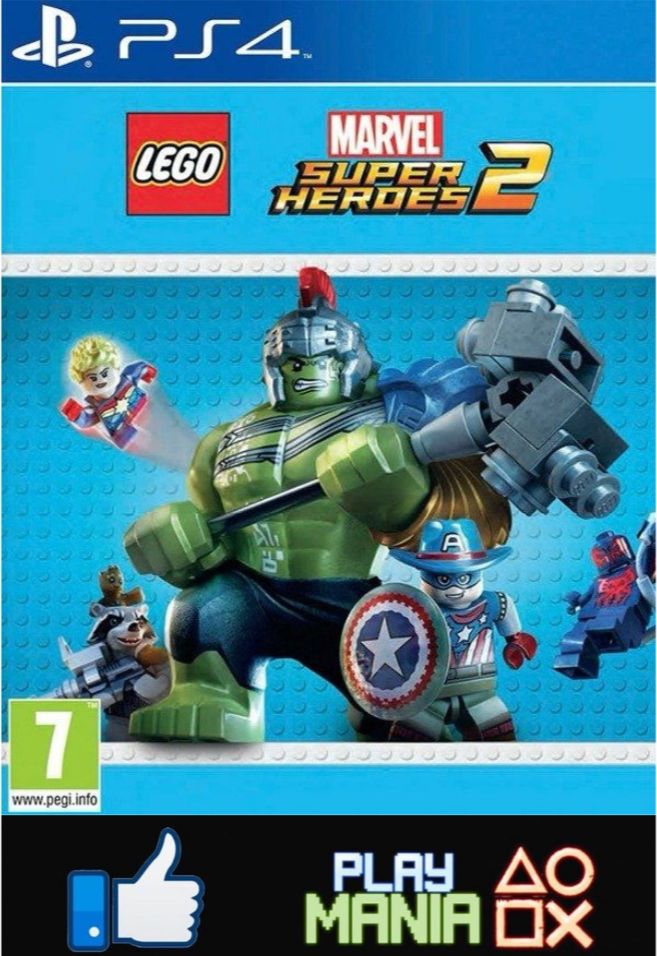 PS4
LEGO
MARVEL
SUPER
HEROES 2
A
7
www.pegi.info
PLAY
MANIA